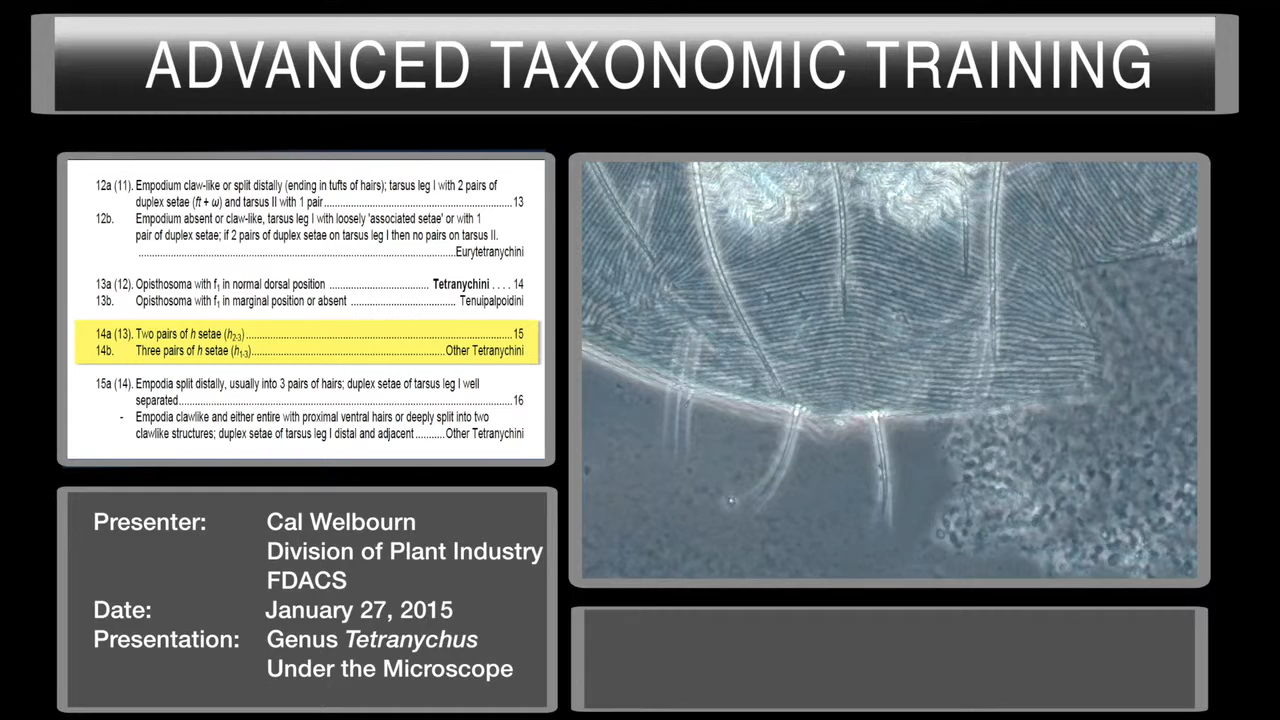 ADVANCED TAXONOMIC TRAINING
12a (11). Empodium claw-like or split distally (ending in tufts of hairs); tarsus leg I with 2 pairs of
duplex setae (ft + ω) and tarsus II with 1 pair ..........13
12b. Empodium absent or claw-like, tarsus leg I with loosely 'associated setae' or with 1
pair of duplex setae; if 2 pairs of duplex setae on tarsus leg I then no pairs on tarsus II.
..........Eurytetranychini
13a (12). Opisthosoma with f1 in normal dorsal position .......... Tetranychini . . . . 14
13b. Opisthosoma with f1 in marginal position or absent .......... Tenuipalpoidini
14a (13). Two pairs of h setae (h2-3)..........15
14b. Three pairs of h setae (h1-3)..........Other Tetranychini
15a (14). Empodia split distally, usually into 3 pairs of hairs; duplex setae of tarsus leg I well
separated..........16
- Empodia clawlike and either entire with proximal ventral hairs or deeply split into two
clawlike structures; duplex setae of tarsus leg I distal and adjacent..........Other Tetranychini
Presenter: Cal Welbourn
Division of Plant Industry
FDACS
Date: January 27, 2015
Presentation: Genus Tetranychus
Under the Microscope